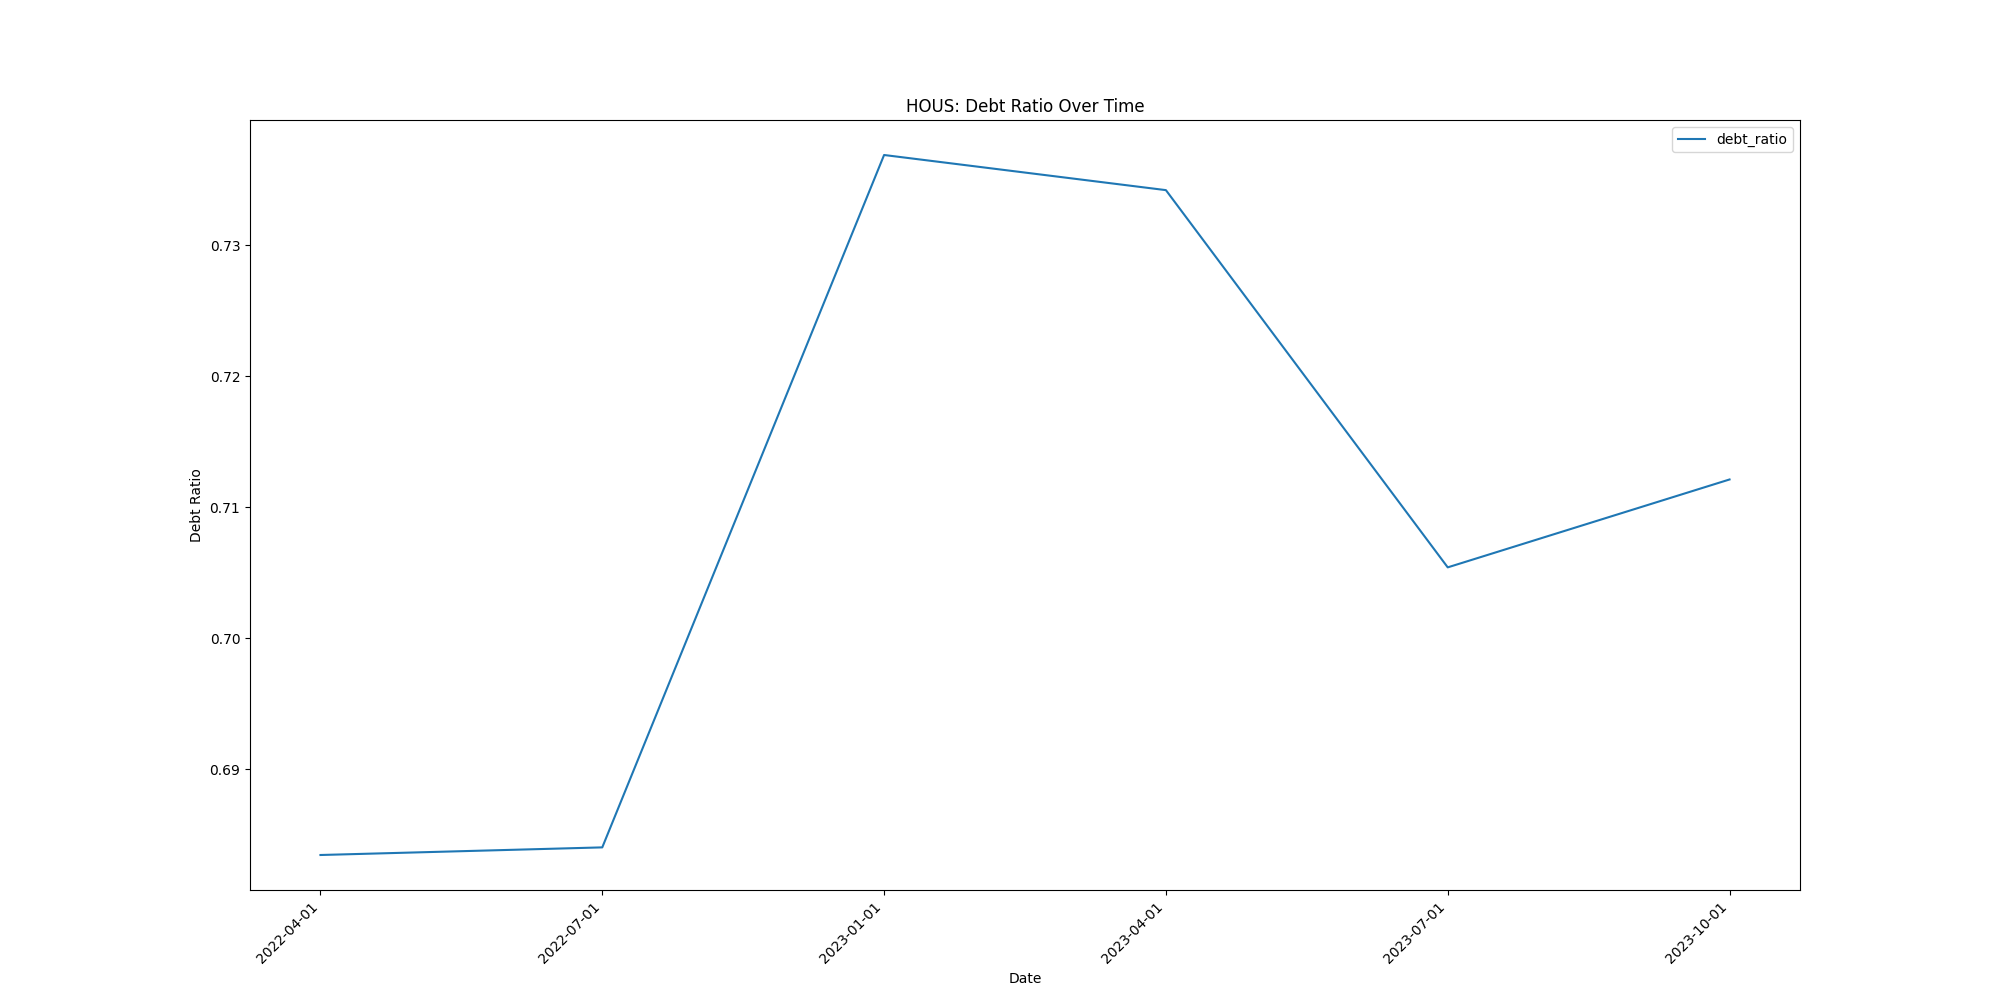 HOUS: Debt Ratio Over Time
debt_ratio
Debt Ratio
0.73
0.72
0.71
0.70
0.69
2022-04-01
2022-07-01
2023-01-01
2023-04-01
2023-07-01
2023-10-01
Date